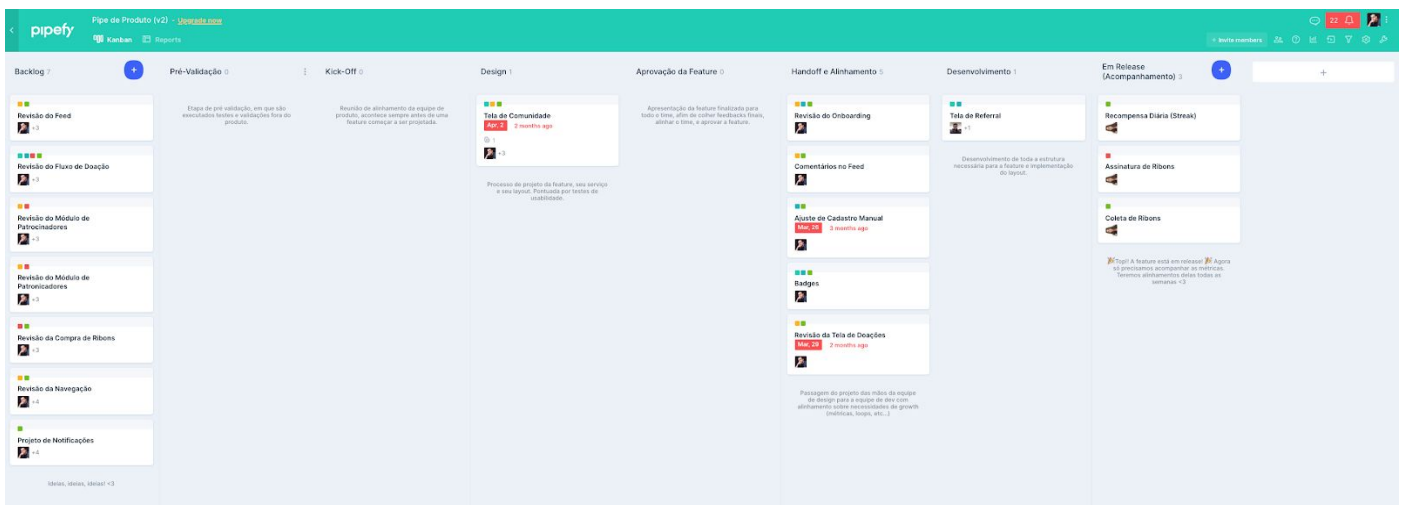 pipefy
Pipe de Produto (v2) - Upgrade now
Kanban Reports
22
+ Invite members
Backlog 7
+
Revisão do Feed
+3
Revisão do Fluxo de Doação
+3
Revisão do Módulo de
Patrocinadores
+3
Revisão do Módulo de
Patronicadores
+3
Revisão da Compra de Ribons
+3
Revisão da Navegação
+4
Projeto de Notificações
+4
Ideias, ideias, ideias! <3
Pré-Validação 0
Etapa de pré validação, em que são
executados testes e validações fora do
produto.
Kick-Off 0
Reunião de alinhamento da equipe de
produto, acontece sempre antes de uma
feature começar a ser projetada.
Design 1
Tela de Comunidade
Apr, 2 2 months ago
1
+3
Processo de projeto da feature, seu serviço
e seu layout. Pontuada por testes de
usabilidade.
Aprovação da Feature 0
Apresentação da feature finalizada para
todo o time, afim de colher feedbacks finais,
alinhar o time, e aprovar a feature.
Handoff e Alinhamento 5
Revisão do Onboarding
Comentários no Feed
Ajuste de Cadastro Manual
Mar, 26 3 months ago
Badges
Revisão da Tela de Doações
Mar, 29 2 months ago
Passagem do projeto das mãos da equipe
de design para a equipe de dev com
alinhamento sobre necessidades de growth
(métricas, loops, etc...)
Desenvolvimento 1
Tela de Referral
+1
Desenvolvimento de toda a estrutura
necessária para a feature e implementação
do layout.
Em Release
(Acompanhamento) 3
+
Recompensa Diária (Streak)
Assinatura de Ribons
Coleta de Ribons
🎉Top!! A feature está em release! 🎉 Agora
só precisamos acompanhar as métricas.
Teremos alinhamentos delas todas as
semanas <3
+